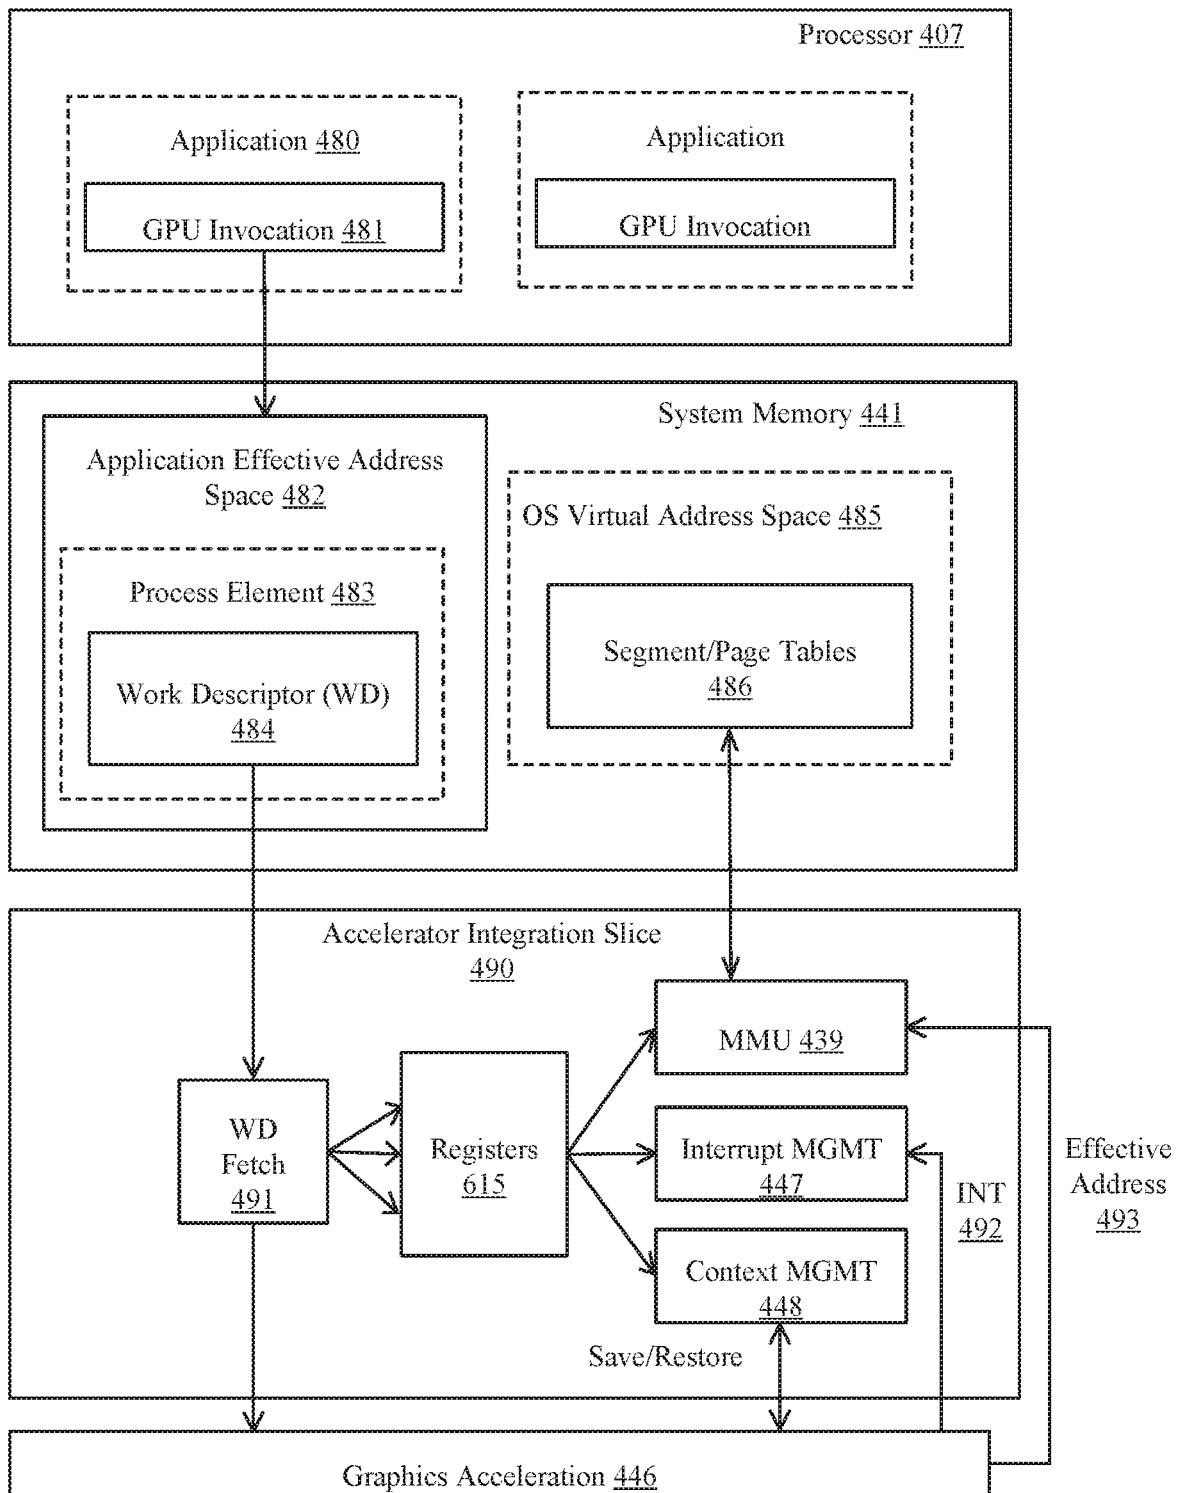 Processor 407
Application 480
Application
GPU Invocation 481
GPU Invocation
System Memory 441
Application Effective Address
Space 482
OS Virtual Address Space 485
Process Element 483
Segment/Page Tables
486
Work Descriptor (WD)
484
Accelerator Integration Slice
490
MMU 439
WD
Fetch
491
Registers
615
Interrupt MGMT
447
INT
492
Effective
Address
493
Context MGMT
448
Save/Restore
Graphics Acceleration 446